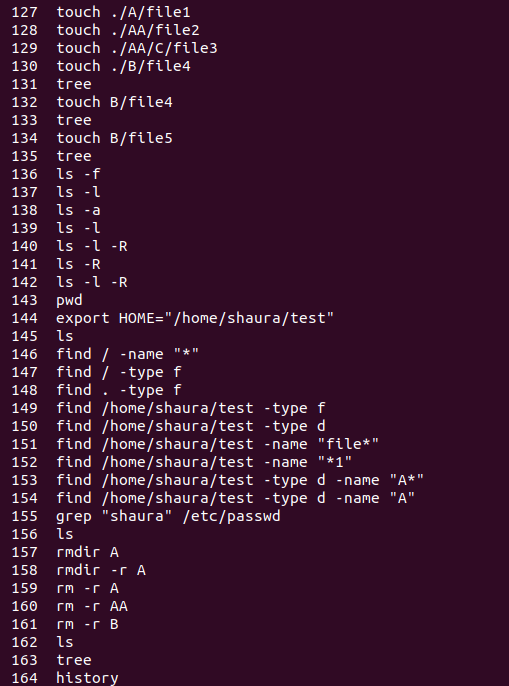 127 touch ./A/file1
128 touch ./AA/file2
129 touch ./AA/C/file3
130 touch ./B/file4
131 tree
132 touch B/file4
133 tree
134 touch B/file5
135 tree
136 ls -f
137 ls -l
138 ls -a
139 ls -l
140 ls -l -R
141 ls -R
142 ls -l -R
143 pwd
144 export HOME="/home/shaura/test"
145 ls
146 find / -name "*"
147 find / -type f
148 find . -type f
149 find /home/shaura/test -type f
150 find /home/shaura/test -type d
151 find /home/shaura/test -name "file*"
152 find /home/shaura/test -name "*1"
153 find /home/shaura/test -type d -name "A*"
154 find /home/shaura/test -type d -name "A"
155 grep "shaura" /etc/passwd
156 ls
157 rmdir A
158 rmdir -r A
159 rm -r A
160 rm -r AA
161 rm -r B
162 ls
163 tree
164 history